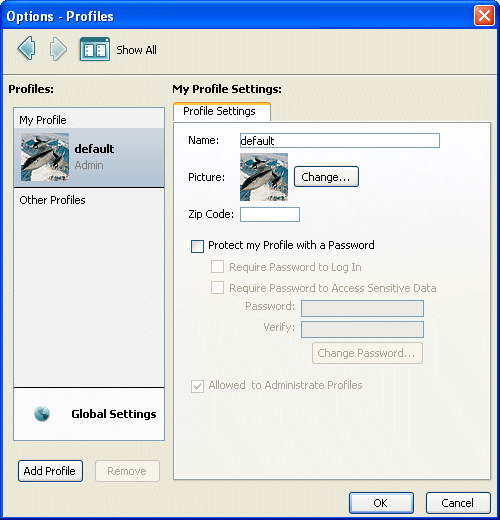 Options - Profiles
Show All
Profiles:
My Profile
default
Admin
Other Profiles
Global Settings
Add Profile
Remove
My Profile Settings:
Profile Settings
Name:
default
Picture:
Change...
Zip Code:
Protect my Profile with a Password
Require Password to Log In
Require Password to Access Sensitive Data
Password:
Verify:
Change Password...
Allowed to Administrate Profiles
OK
Cancel